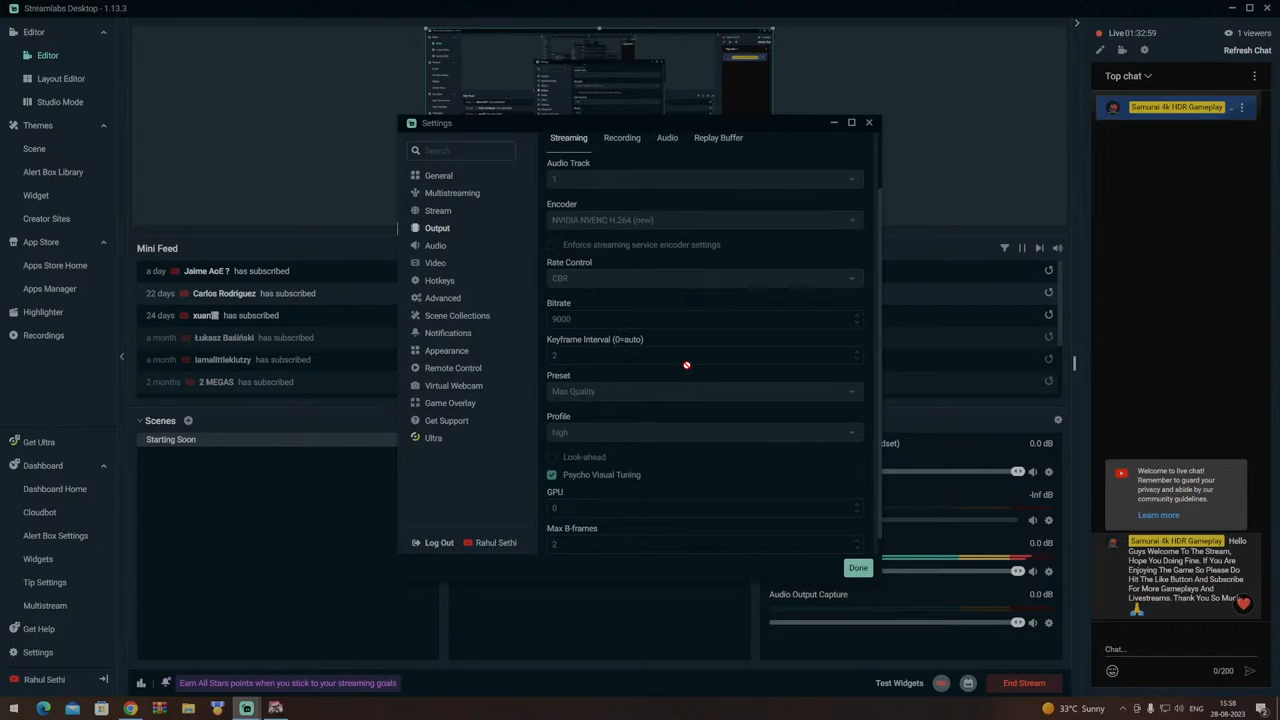 Streamlabs Desktop - 1.13.3
Editor
Editor
Layout Editor
Studio Mode
Themes
Scene
Alert Box Library
Widget
Creator Sites
App Store
Apps Store Home
Apps Manager
Highlighter
Recordings
Get Ultra
Dashboard
Dashboard Home
Cloudbot
Alert Box Settings
Widgets
Tip Settings
Multistream
Get Help
Settings
Rahul Sethi
Mini Feed
a day Jaime AoE ? has subscribed
22 days Carlos Rodriguez has subscribed
24 days has subscribed
a month Łukasz Baśiński has subscribed
a month Iamalittleklutzy has subscribed
2 months 2 MEGAS has subscribed
Scenes
Starting Soon
Settings
Search
General
Multistreaming
Stream
Output
Audio
Video
Hotkeys
Advanced
Scene Collections
Notifications
Appearance
Remote Control
Virtual Webcam
Game Overlay
Get Support
Ultra
Log Out Rahul Sethi
Streaming Recording Audio Replay Buffer
Audio Track
1
Encoder
NVIDIA NVENC H.264 (new)
Enforce streaming service encoder settings
Rate Control
CBR
Bitrate
9000
Keyframe Interval (0=auto)
2
Preset
Max Quality
Profile
high
Look-ahead
Psycho Visual Tuning
GPU
0
Max B-frames
2
Done
dset) 0.0 dB
-Inf dB
0.0 dB
Audio Output Capture 0.0 dB
Live 01:32:59 1 viewers
Refresh Chat
Top chat
Samurai 4k HDR Gameplay
Welcome to live chat!
Remember to guard your
privacy and abide by our
community guidelines.
Learn more
Samurai 4k HDR Gameplay Hello
Guys Welcome To The Stream,
Hope You Doing Fine. If You Are
Enjoying The Game So Please Do
Hit The Like Button And Subscribe
For More Gameplays And
Livestreams. Thank You So Much
🙏
Chat...
0/200
Earn All Stars points when you stick to your streaming goals
Test Widgets
End Stream
33°C Sunny
ENG
15:58
28-08-2023
2